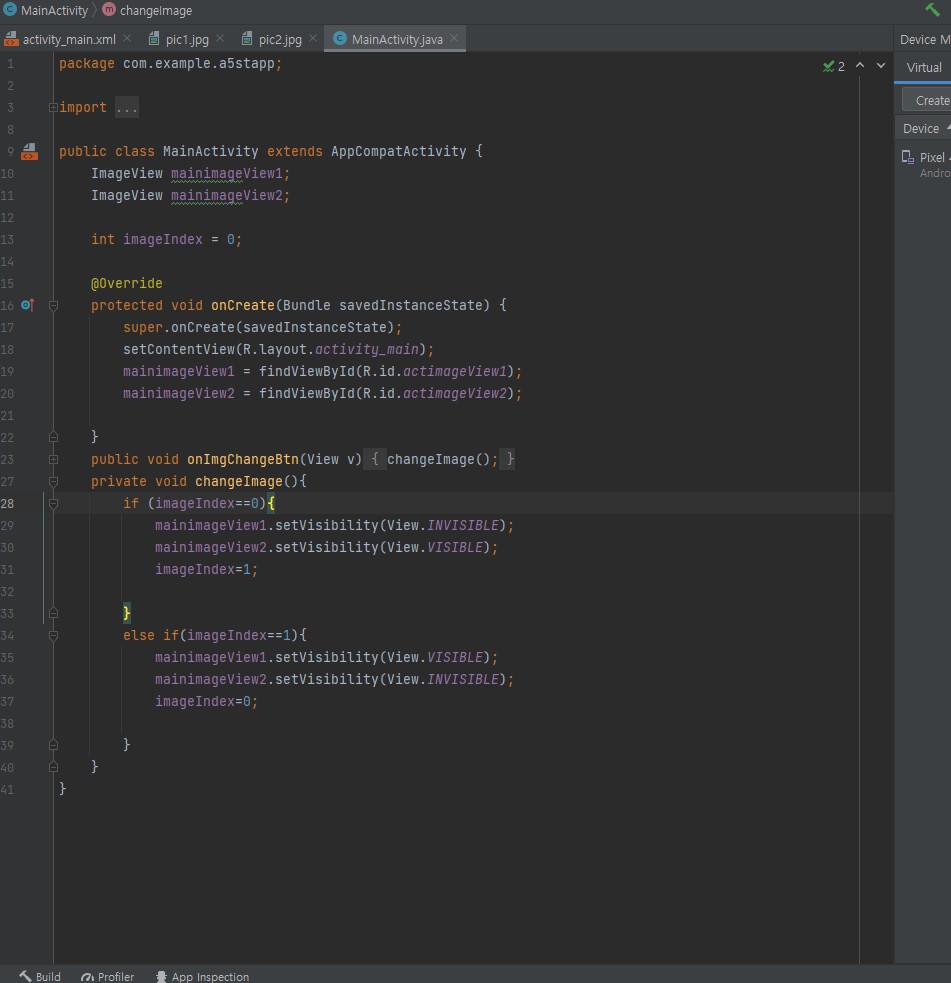 MainActivity changeImage
activity_main.xml pic1.jpg pic2.jpg MainActivity.java Device M
1 package com.example.a5stapp; 2
2 Virtual
3 import ...
Create
8 Device
9 public class MainActivity extends AppCompatActivity {
Pixel
10 ImageView mainimageView1;
Andro
11 ImageView mainimageView2;
12
13 int imageIndex = 0;
14
15 @Override
16 protected void onCreate(Bundle savedInstanceState) {
17 super.onCreate(savedInstanceState);
18 setContentView(R.layout.activity_main);
19 mainimageView1 = findViewById(R.id.actimageView1);
20 mainimageView2 = findViewById(R.id.actimageView2);
21
22 }
23 public void onImgChangeBtn(View v) { changeImage(); }
27 private void changeImage(){
28 if (imageIndex==0){
29 mainimageView1.setVisibility(View.INVISIBLE);
30 mainimageView2.setVisibility(View.VISIBLE);
31 imageIndex=1;
32
33 }
34 else if(imageIndex==1){
35 mainimageView1.setVisibility(View.VISIBLE);
36 mainimageView2.setVisibility(View.INVISIBLE);
37 imageIndex=0;
38
39 }
40 }
41 }
Build Profiler App Inspection